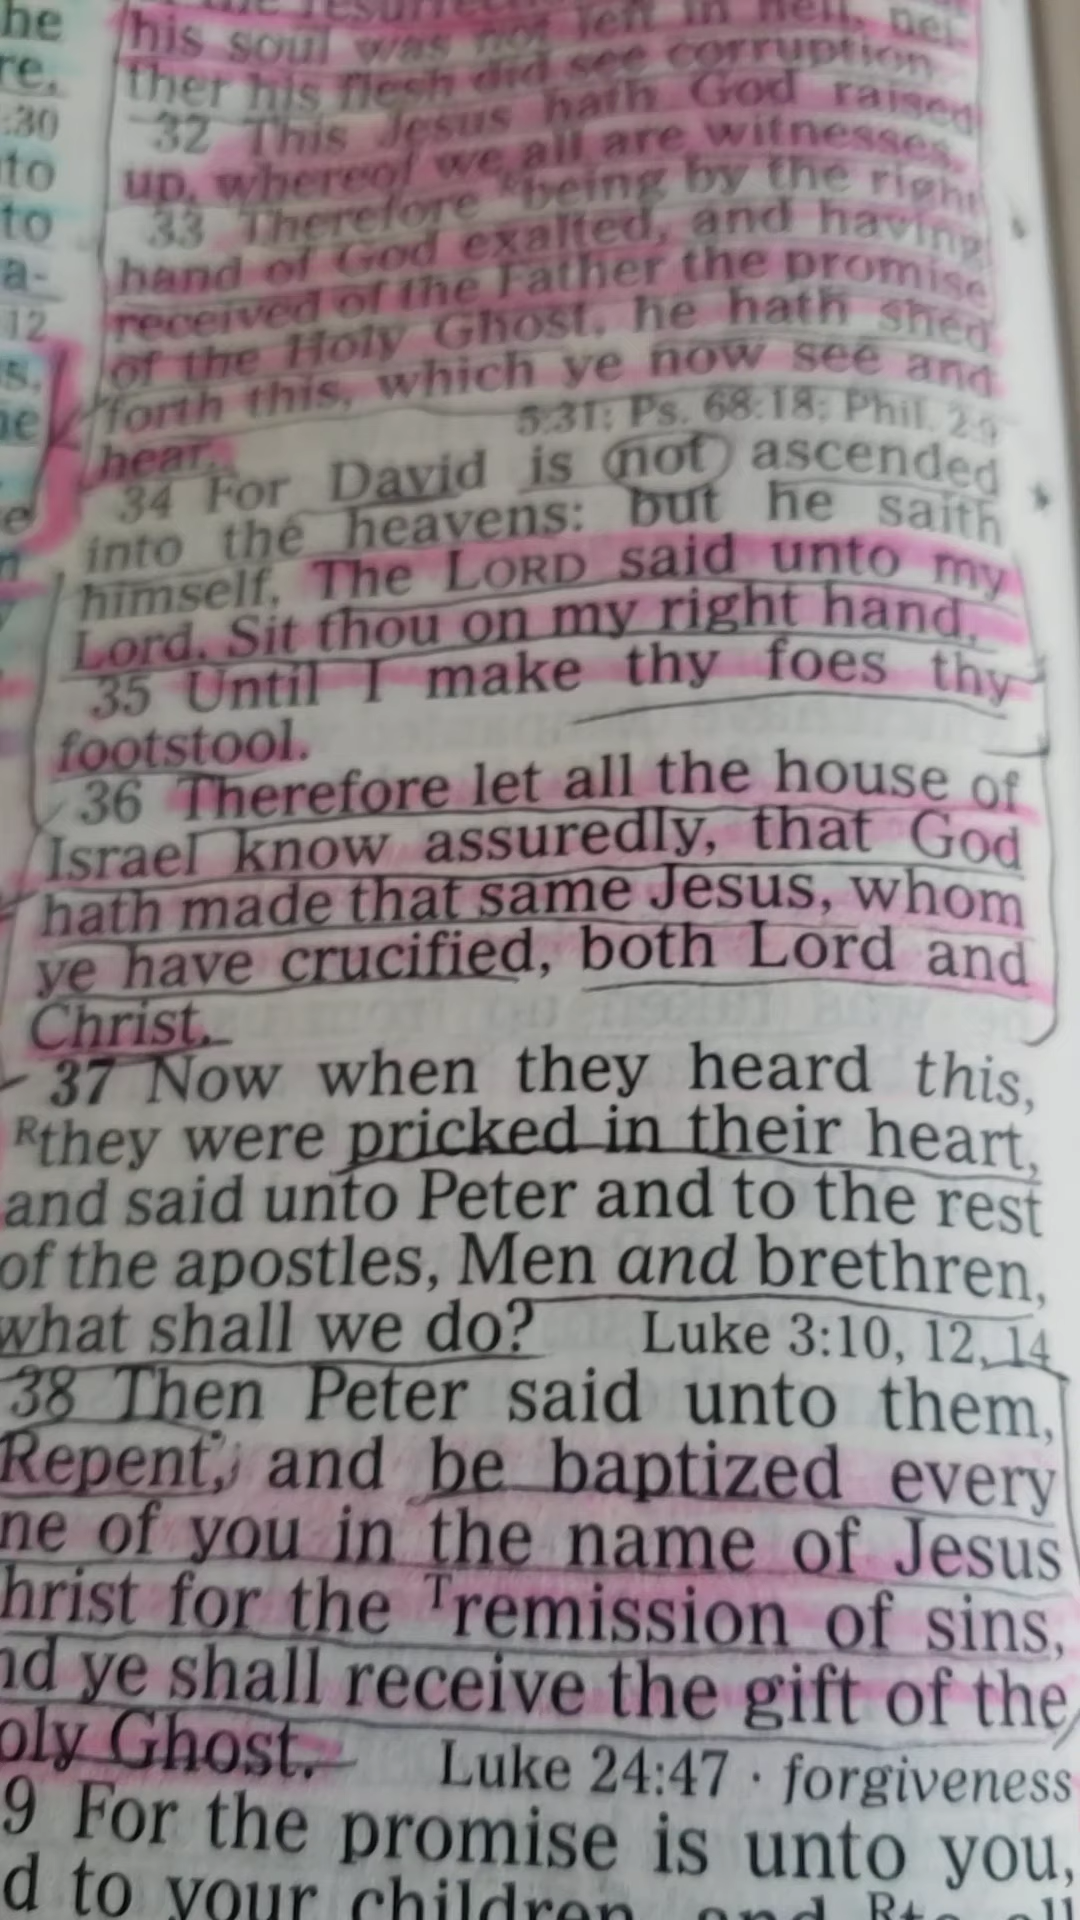 he
re,
:30
to
to
a-
12
s,
he
the resurrection
his soul was not left in hell, nei-
ther his flesh did see corruption.
32 This Jesus hath God raised
up, whereof we all are witnesses.
33 Therefore being by the right
hand of God exalted, and having
received of the Father the promise
of the Holy Ghost, he hath shed
forth this, which ye now see and
hear. 5:31; Ps. 68:18; Phil. 2:9
34 For David is not ascended
into the heavens: but he saith
himself, The LORD said unto my
Lord, Sit thou on my right hand,
35 Until I make thy foes thy
footstool.
36 Therefore let all the house of
Israel know assuredly, that God
hath made that same Jesus, whom
ye have crucified, both Lord and
Christ.
37 Now when they heard this,
Rthey were pricked in their heart,
and said unto Peter and to the rest
of the apostles, Men and brethren,
what shall we do? Luke 3:10, 12, 14
38 Then Peter said unto them,
Repent, and be baptized every
ne of you in the name of Jesus
hrist for the Tremission of sins,
nd ye shall receive the gift of the
oly Ghost. Luke 24:47 · forgiveness
9 For the promise is unto you,
d to your children, and Rto all